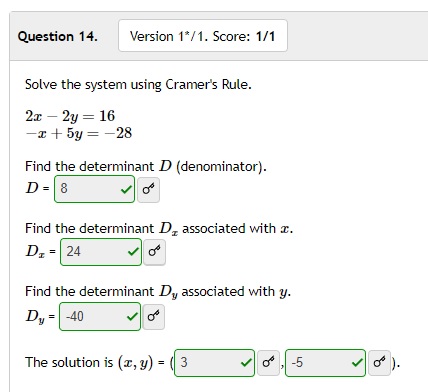 Question 14. Version 1*/1. Score: 1/1
Solve the system using Cramer's Rule.
2x − 2y = 16
−x + 5y = −28
Find the determinant D (denominator).
D = 8
Find the determinant Dₓ associated with x.
Dₓ = 24
Find the determinant D_y associated with y.
D_y = -40
The solution is (x, y) = ( 3 , -5 ).